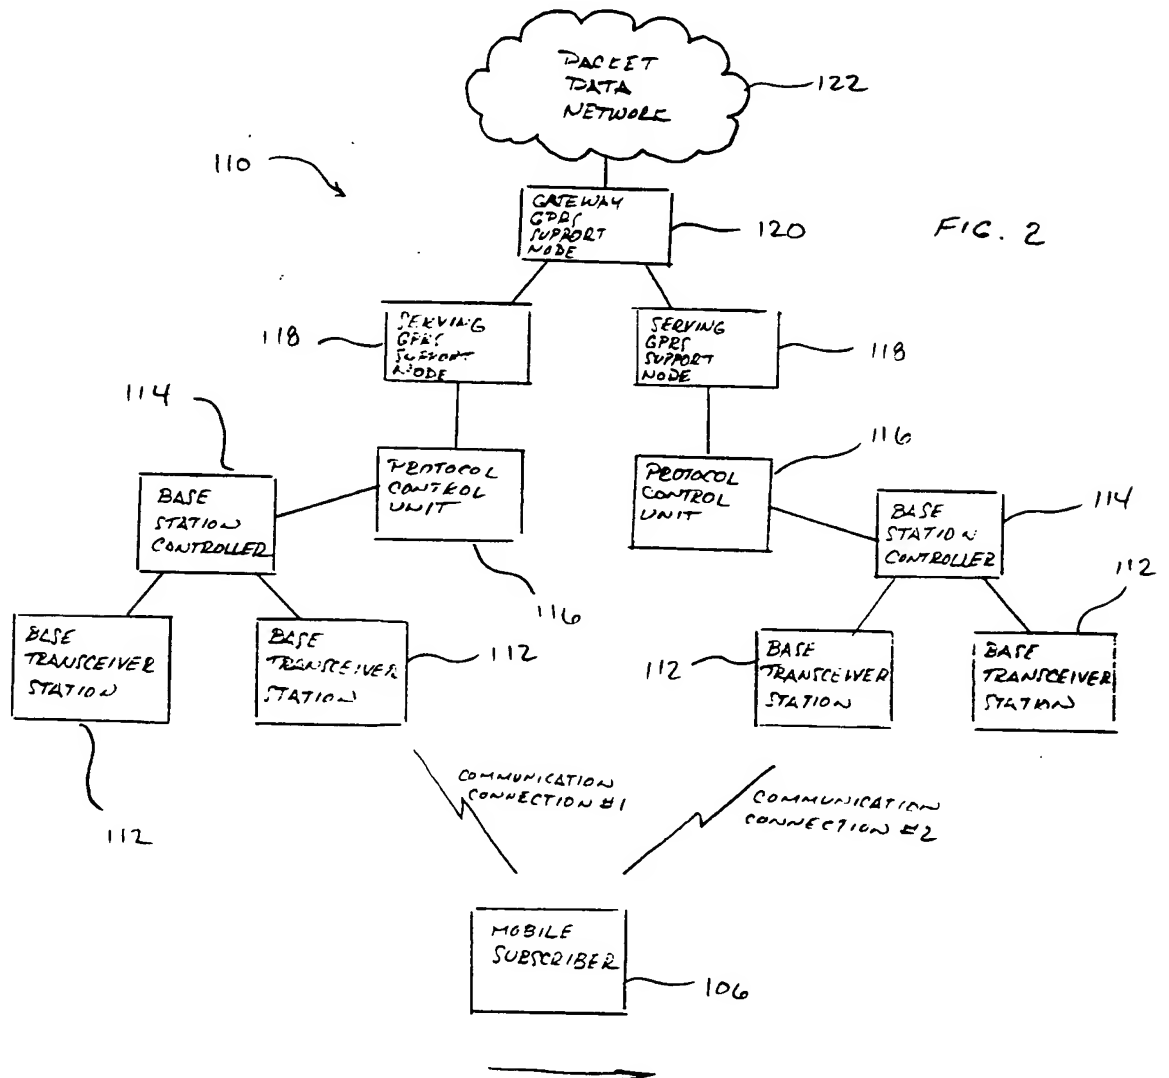 PACKET
DATA
NETWORK
122
110
GATEWAY
GPRS
SUPPORT
NODE
120
FIG. 2
SERVING
GPRS
SUPPORT
NODE
118
SERVING
GPRS
SUPPORT
NODE
118
114
PROTOCOL
CONTROL
UNIT
116
PROTOCOL
CONTROL
UNIT
116
BASE
STATION
CONTROLLER
BASE
STATION
CONTROLLER
114
112
BASE
TRANSCEIVER
STATION
112
BASE
TRANSCEIVER
STATION
112
112
BASE
TRANSCEIVER
STATION
BASE
TRANSCEIVER
STATION
COMMUNICATION
CONNECTION #1
COMMUNICATION
CONNECTION #2
MOBILE
SUBSCRIBER
106